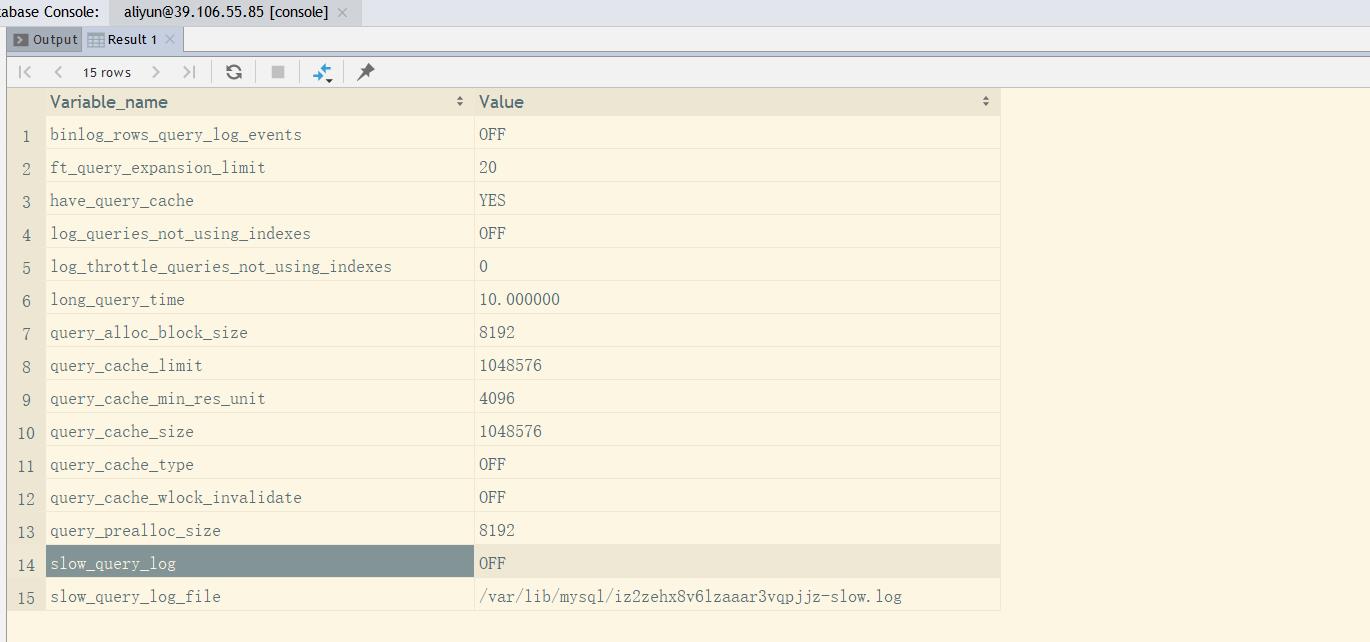 abase Console: aliyun@39.106.55.85 [console]
Output Result 1
15 rows
Variable_name Value
1 binlog_rows_query_log_events OFF
2 ft_query_expansion_limit 20
3 have_query_cache YES
4 log_queries_not_using_indexes OFF
5 log_throttle_queries_not_using_indexes 0
6 long_query_time 10.000000
7 query_alloc_block_size 8192
8 query_cache_limit 1048576
9 query_cache_min_res_unit 4096
10 query_cache_size 1048576
11 query_cache_type OFF
12 query_cache_wlock_invalidate OFF
13 query_prealloc_size 8192
14 slow_query_log OFF
15 slow_query_log_file /var/lib/mysql/iz2zehx8v6lzaaar3vqpjjz-slow.log